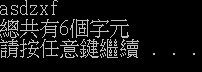 asdzxf
總共有6個字元
請按任意鍵繼續 . . .